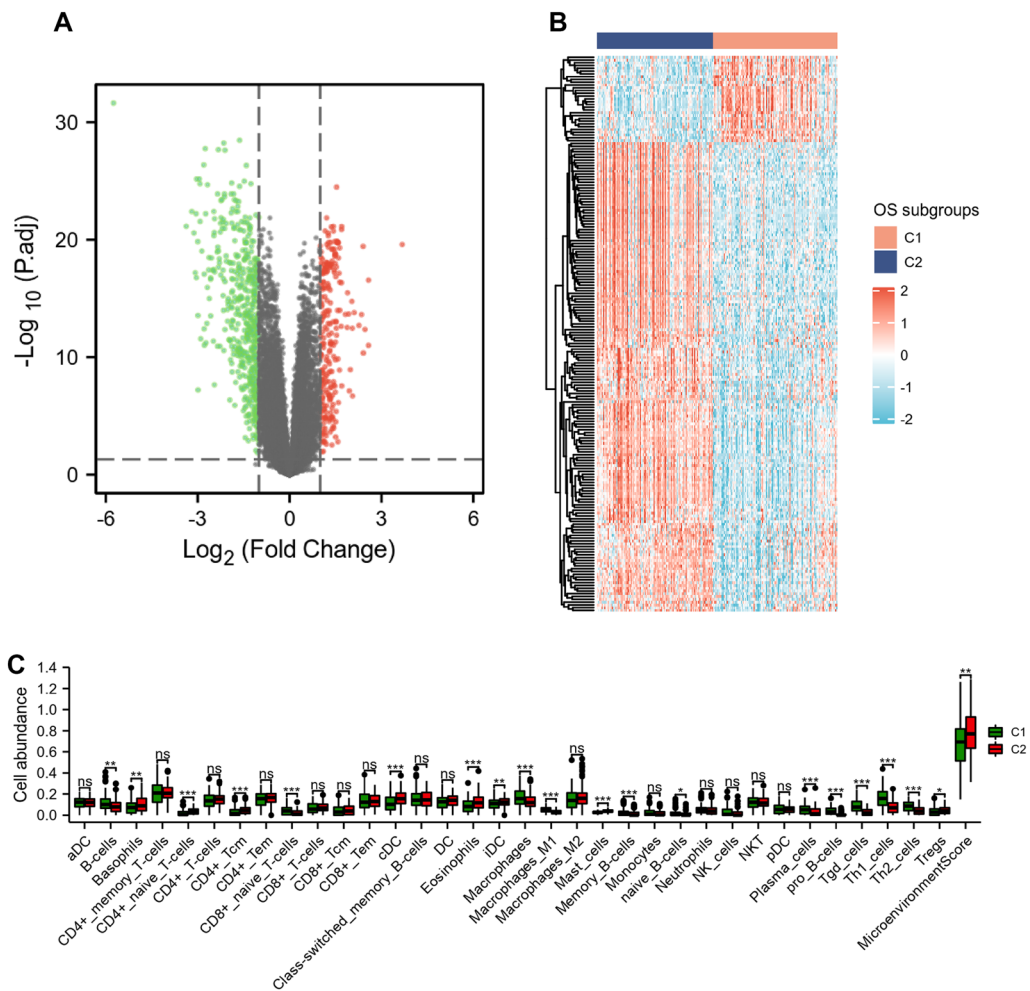 A
B
-Log 10 (P.adj)
30
20
10
0
-6
-3
0
3
6
Log2 (Fold Change)
OS subgroups
C1
C2
2
1
0
-1
-2
C
Cell abundance
1.4
1.2
1.0
0.8
0.6
0.4
0.2
0.0
ns
**
**
ns
***
ns
***
ns
***
ns
ns
ns
***
ns
ns
***
**
***
***
ns
***
***
ns
*
ns
ns
ns
ns
***
***
***
***
***
*
**
C1
C2
aDC
B-cells
Basophils
CD4+_memory_T-cells
CD4+_naive_T-cells
CD4+_T-cells
CD4+_Tcm
CD4+_Tem
CD8+_naive_T-cells
CD8+_T-cells
CD8+_Tcm
CD8+_Tem
cDC
Class-switched_memory_B-cells
DC
Eosinophils
iDC
Macrophages
Macrophages_M1
Macrophages_M2
Mast_cells
Memory_B-cells
Monocytes
naive_B-cells
Neutrophils
NK_cells
NKT
pDC
Plasma_cells
pro_B-cells
Tgd_cells
Th1_cells
Th2_cells
Tregs
MicroenvironmentScore